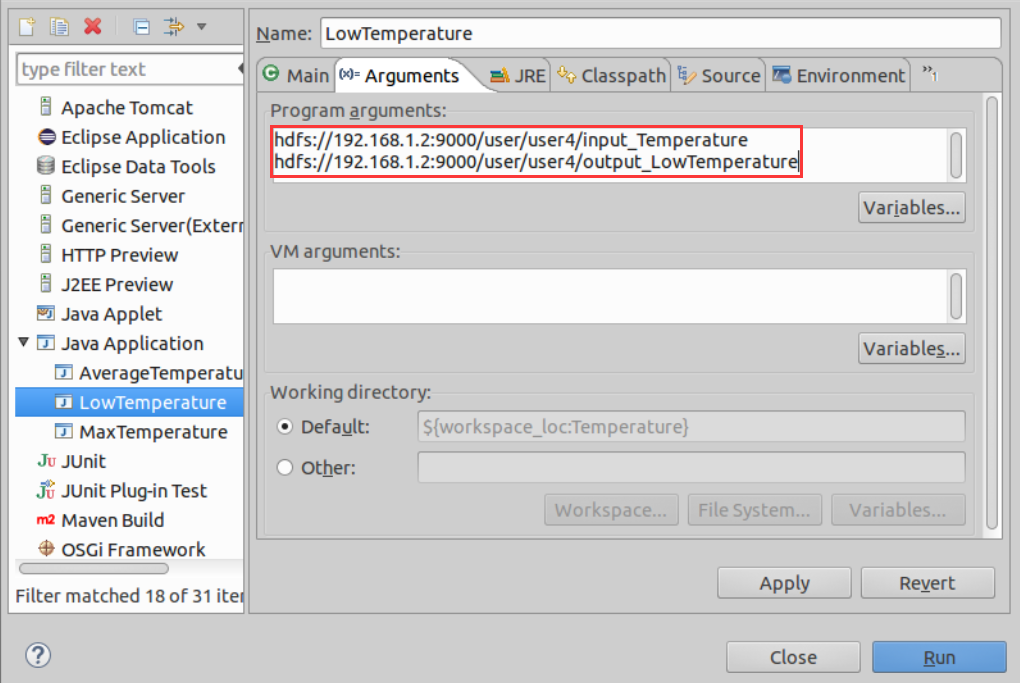 Name: LowTemperature
type filter text
Apache Tomcat
Eclipse Application
Eclipse Data Tools
Generic Server
Generic Server(Extern
HTTP Preview
J2EE Preview
Java Applet
Java Application
AverageTemperatu
LowTemperature
MaxTemperature
JUnit
JUnit Plug-in Test
Maven Build
OSGi Framework
Filter matched 18 of 31 iter
Main (x)= Arguments JRE Classpath Source Environment »1
Program arguments:
hdfs://192.168.1.2:9000/user/user4/input_Temperature
hdfs://192.168.1.2:9000/user/user4/output_LowTemperature
Variables...
VM arguments:
Variables...
Working directory:
Default: ${workspace_loc:Temperature}
Other:
Workspace... File System... Variables...
Apply Revert
? Close Run